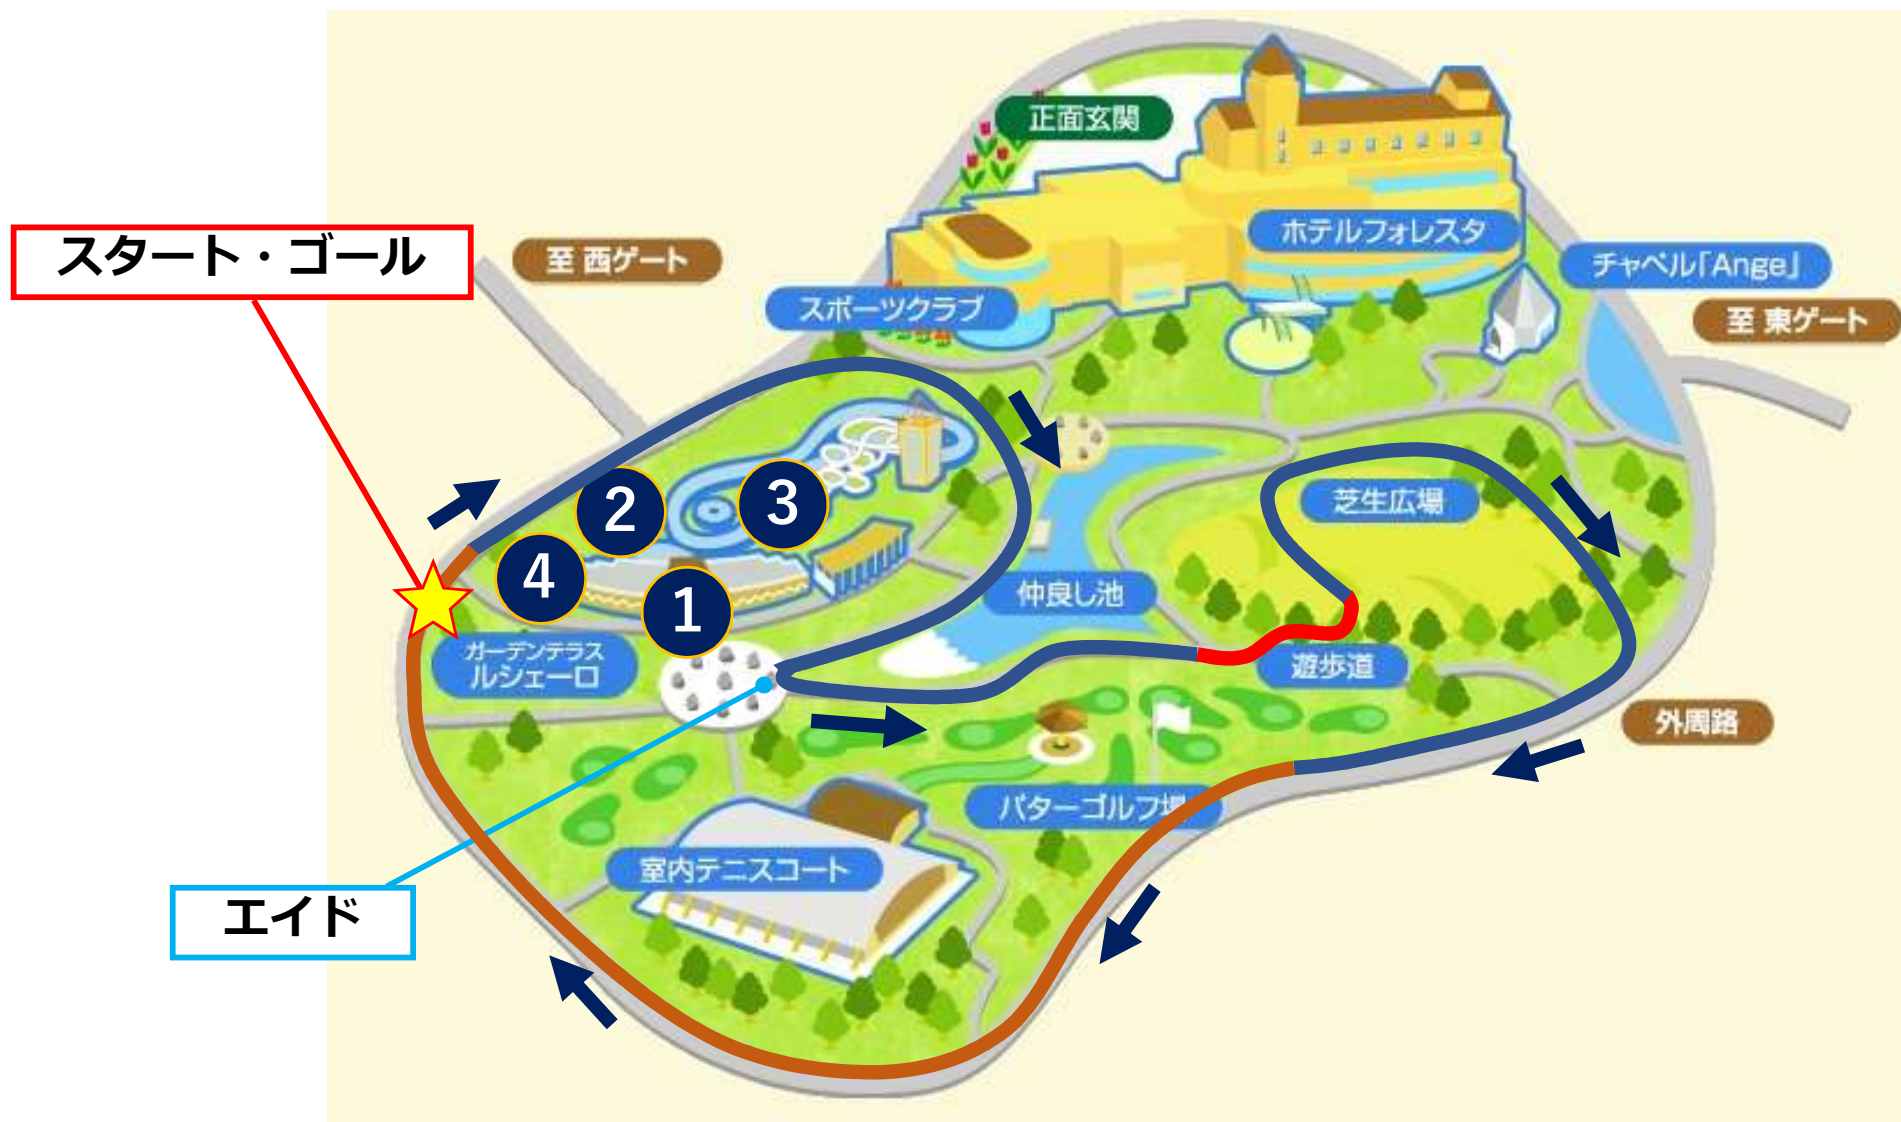 正面玄関
ホテルフォレスタ
スタート・ゴール
至 西ゲート
チャペル「Ange」
スポーツクラブ
至 東ゲート
2
3
芝生広場
4
1
仲良し池
ガーデンテラス
ルシェーロ
遊歩道
外周路
パターゴルフ場
室内テニスコート
エイド